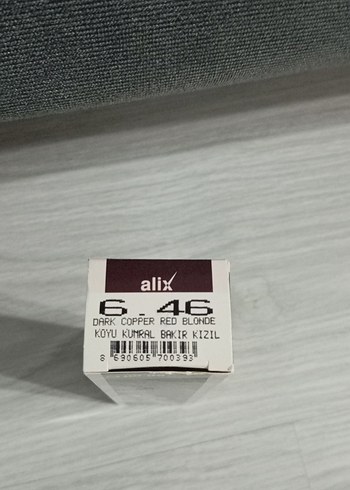 alix
6.46
DARK COPPER RED BLONDE
KOYU KUMRAL BAKIR KIZIL
8 690605 700393